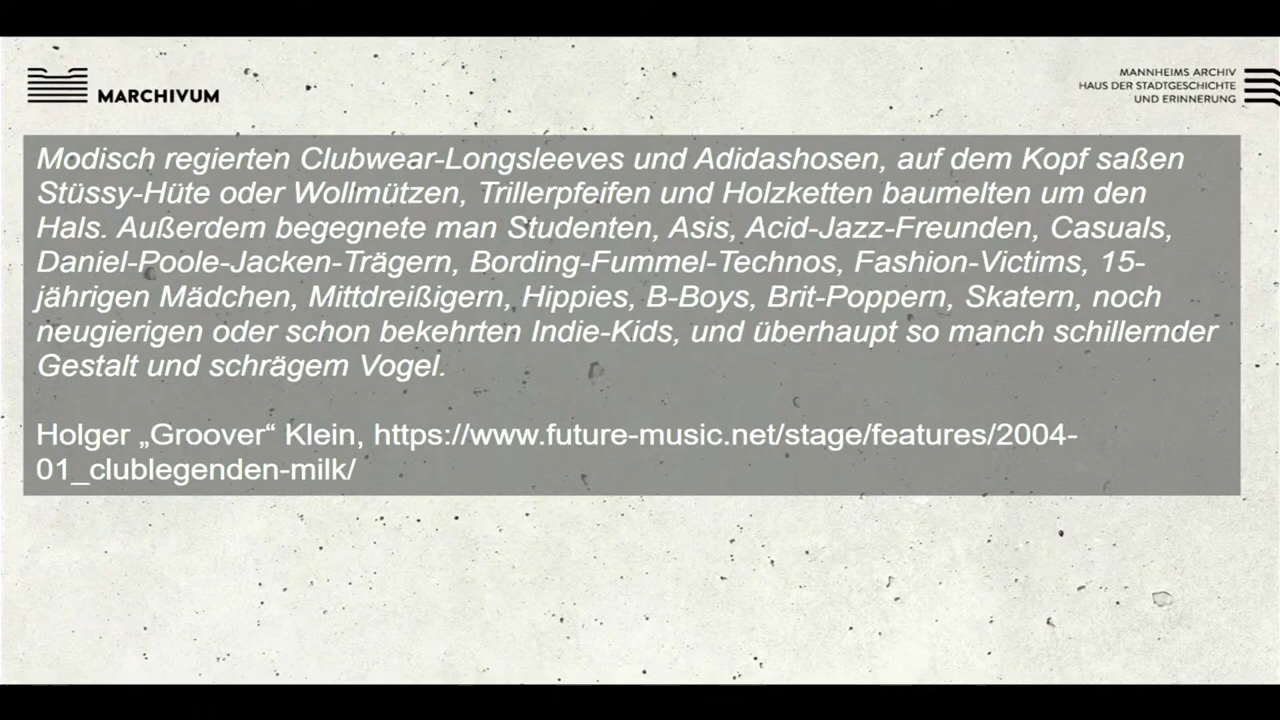 MARCHIVUM
MANNHEIMS ARCHIV
HAUS DER STADTGESCHICHTE
UND ERINNERUNG
Modisch regierten Clubwear-Longsleeves und Adidashosen, auf dem Kopf saßen
Stüssy-Hüte oder Wollmützen, Trillerpfeifen und Holzketten baumelten um den
Hals. Außerdem begegnete man Studenten, Asis, Acid-Jazz-Freunden, Casuals,
Daniel-Poole-Jacken-Trägern, Bording-Fummel-Technos, Fashion-Victims, 15-
jährigen Mädchen, Mittdreißigern, Hippies, B-Boys, Brit-Poppern, Skatern, noch
neugierigen oder schon bekehrten Indie-Kids, und überhaupt so manch schillernder
Gestalt und schrägem Vogel.
Holger „Groover“ Klein, https://www.future-music.net/stage/features/2004-
01_clublegenden-milk/